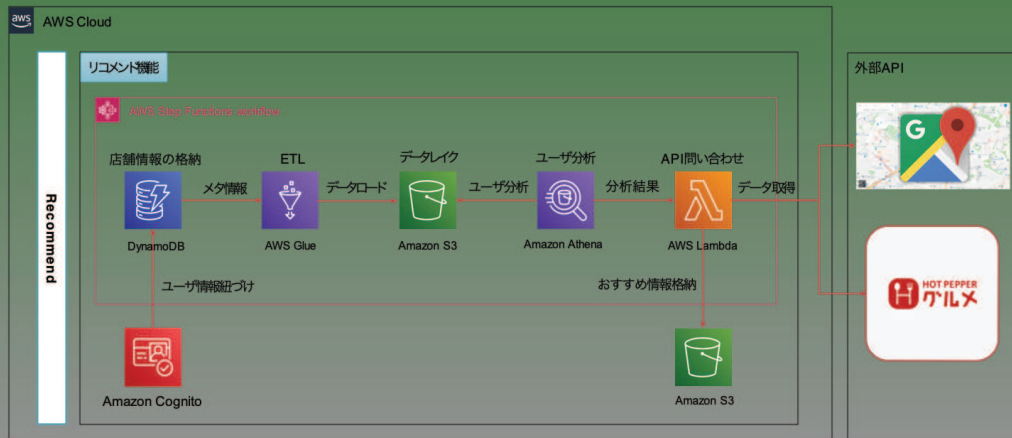 aws
AWS Cloud
Recommend
リコメンド機能
AWS Step Functions workflow
店舗情報の格納
ETL
データレイク
ユーザ分析
API問い合わせ
メタ情報
データロード
ユーザ分析
分析結果
データ取得
DynamoDB
AWS Glue
Amazon S3
Amazon Athena
AWS Lambda
ユーザ情報紐づけ
おすすめ情報格納
Amazon Cognito
Amazon S3
外部API
G
HOT PEPPER
グルメ